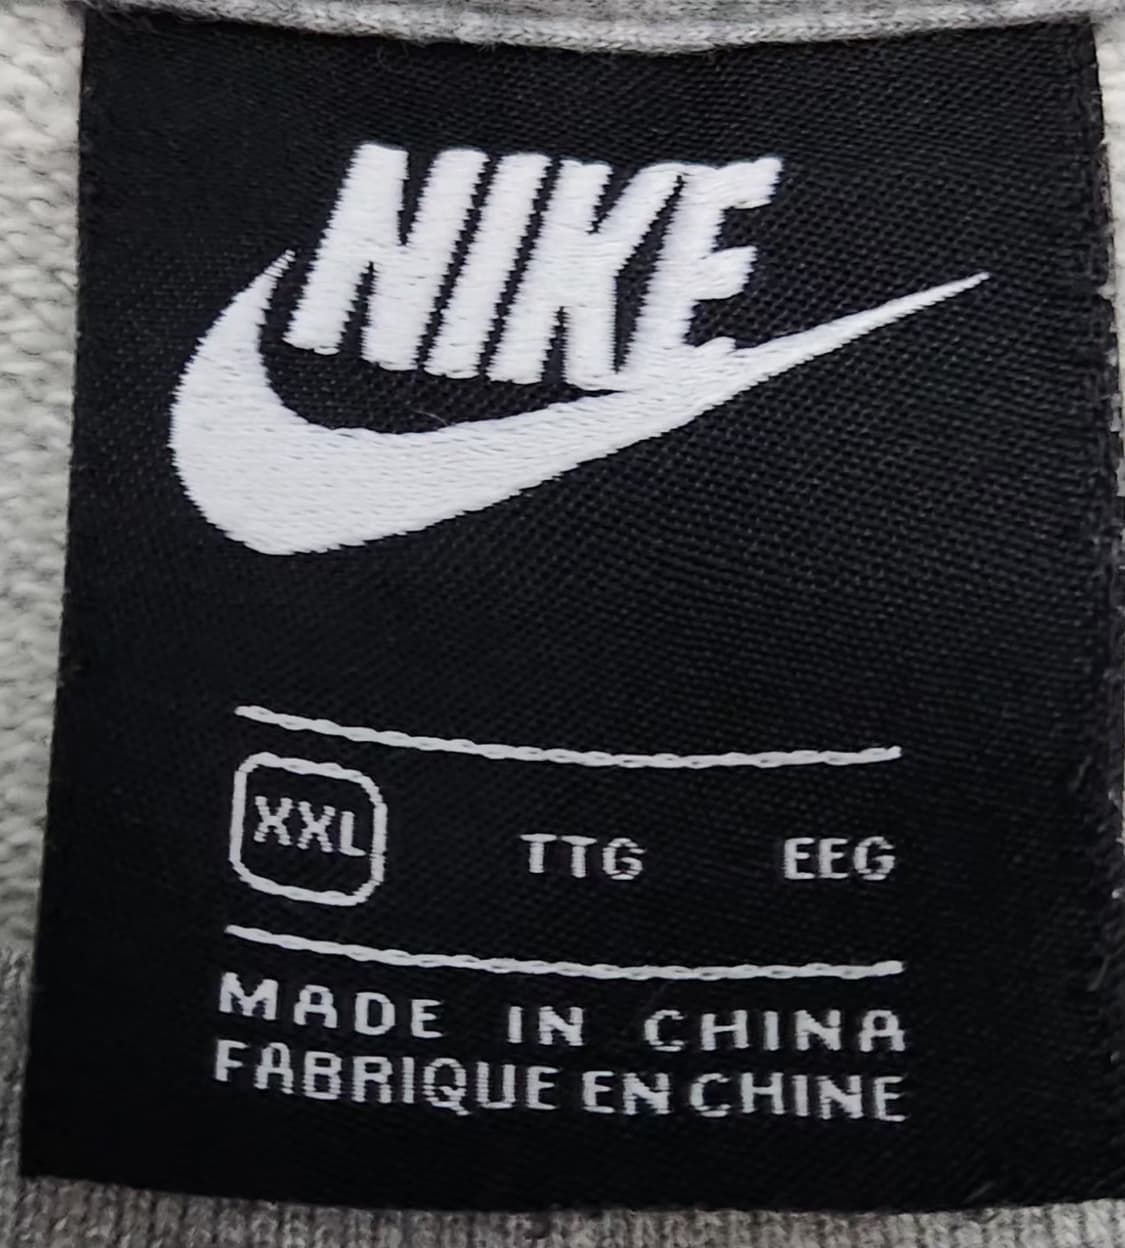 NIKE
XXL TTG EEG
MADE IN CHINA
FABRIQUE EN CHINE